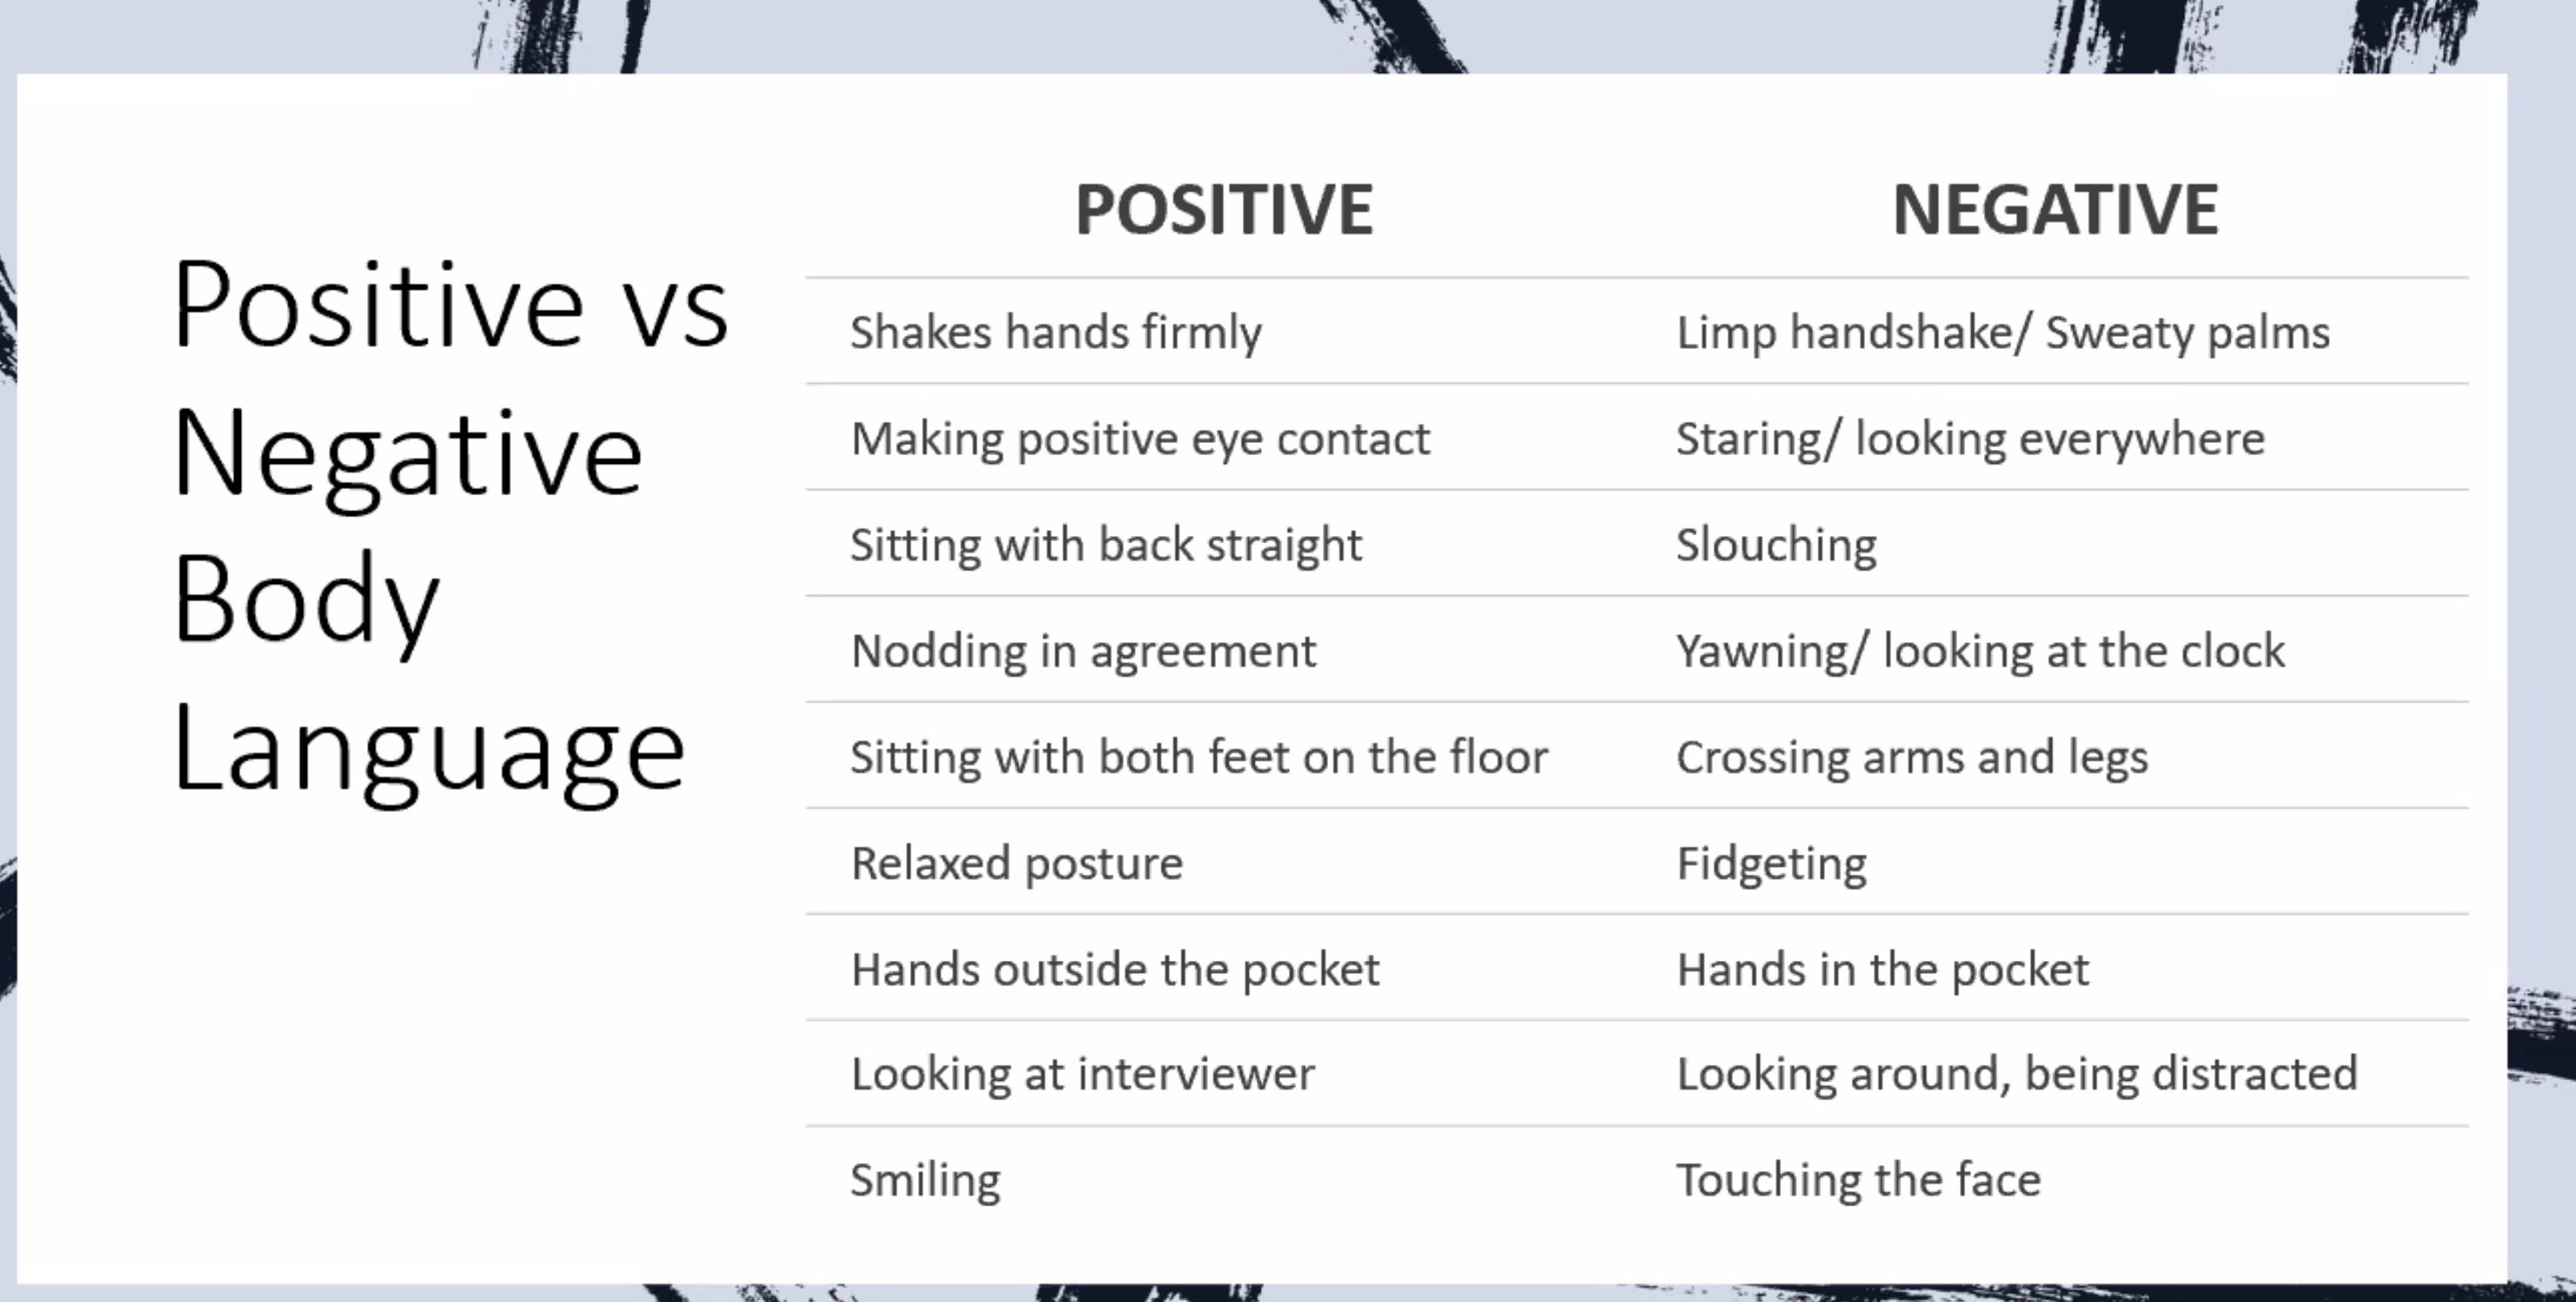 Positive vs
Negative
Body
Language
POSITIVE NEGATIVE
Shakes hands firmly Limp handshake/ Sweaty palms
Making positive eye contact Staring/ looking everywhere
Sitting with back straight Slouching
Nodding in agreement Yawning/ looking at the clock
Sitting with both feet on the floor Crossing arms and legs
Relaxed posture Fidgeting
Hands outside the pocket Hands in the pocket
Looking at interviewer Looking around, being distracted
Smiling Touching the face